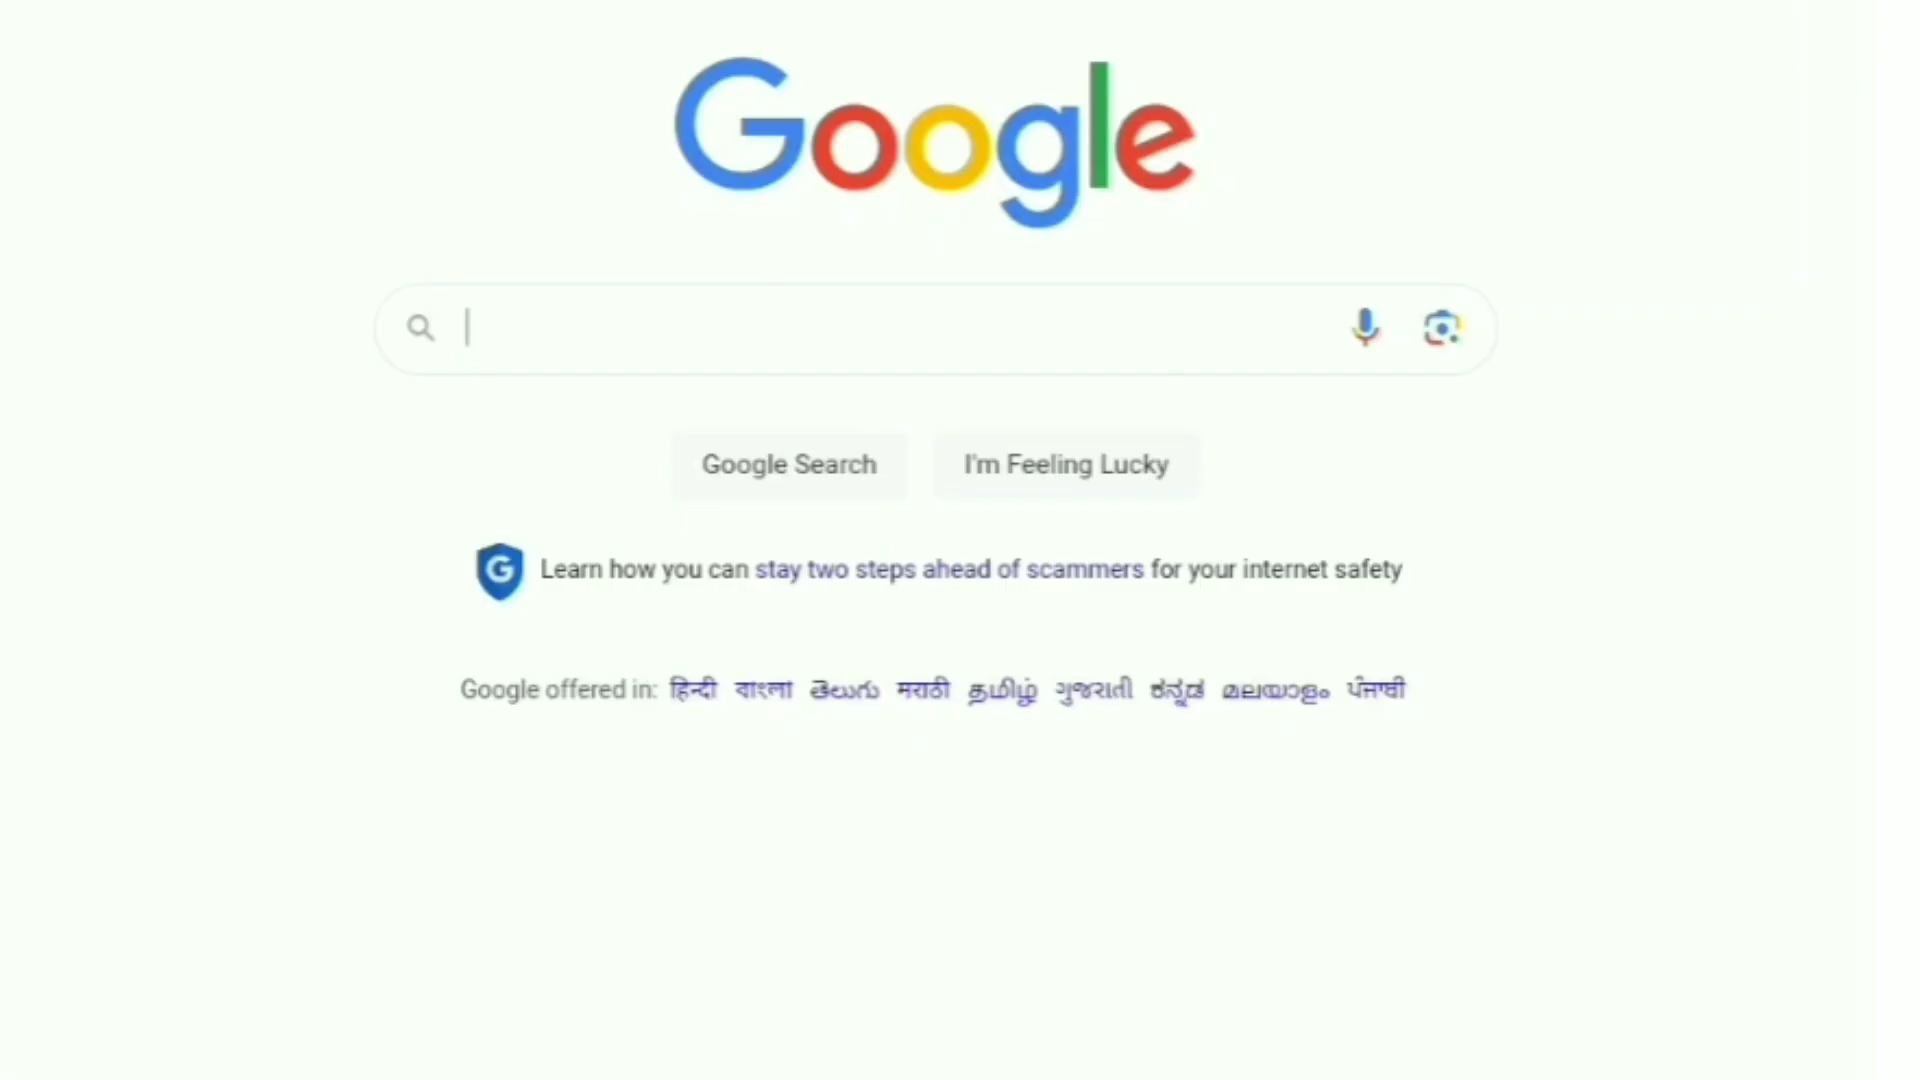 Google
Google Search I'm Feeling Lucky
G Learn how you can stay two steps ahead of scammers for your internet safety
Google offered in: हिन्दी বাংলা తెలుగు मराठी தமிழ் ગુજરાતી ಕನ್ನಡ മലയാളം ਪੰਜਾਬੀ